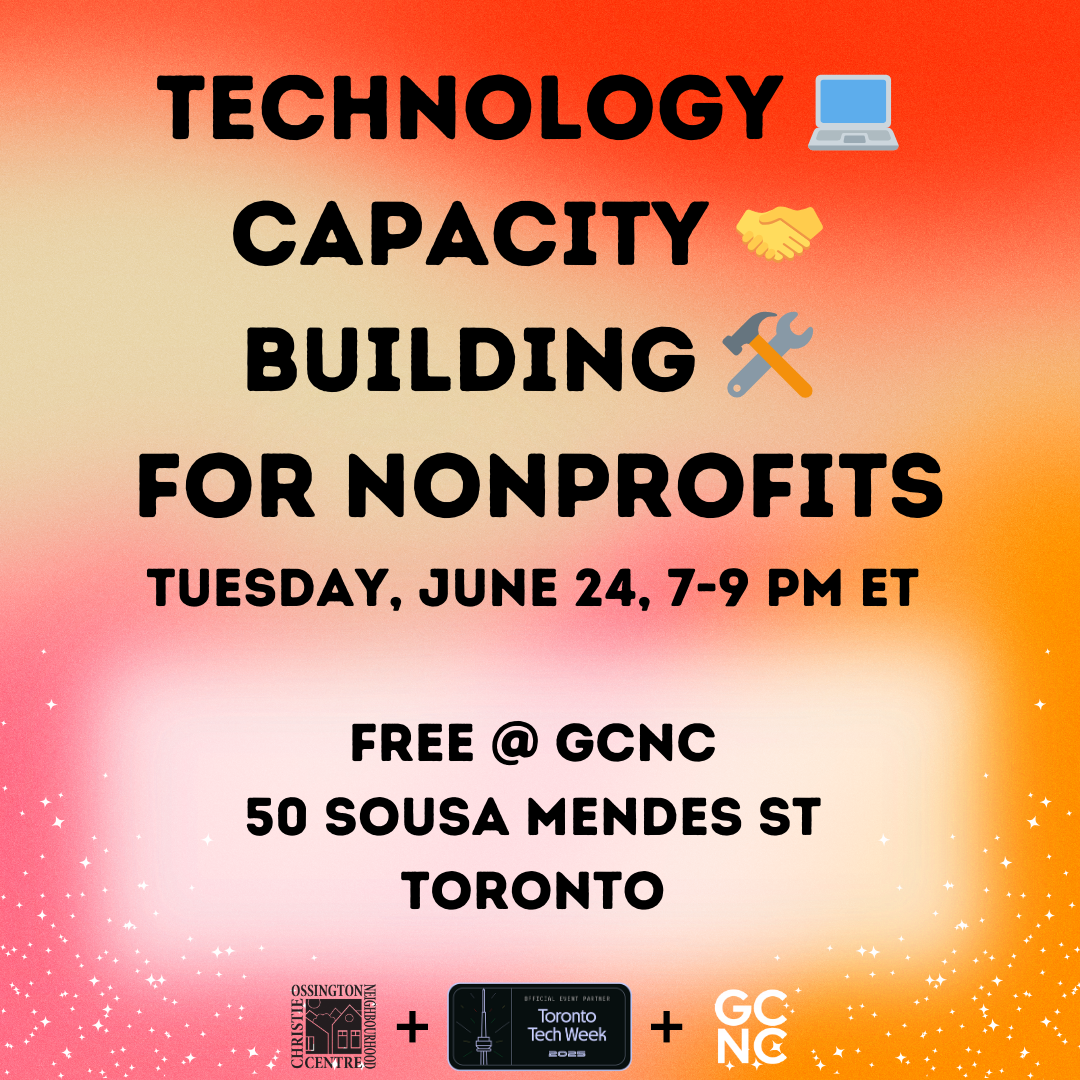 TECHNOLOGY 💻
CAPACITY 🤝
BUILDING 🛠️
FOR NONPROFITS
TUESDAY, JUNE 24, 7-9 PM ET
FREE @ GCNC
50 SOUSA MENDES ST
TORONTO
CHRISTIE
OSSINGTON
NEIGHBOURHOOD
CENTRE
+
OFFICIAL EVENT PARTNER
Toronto
Tech Week
2025
+
GC
NC